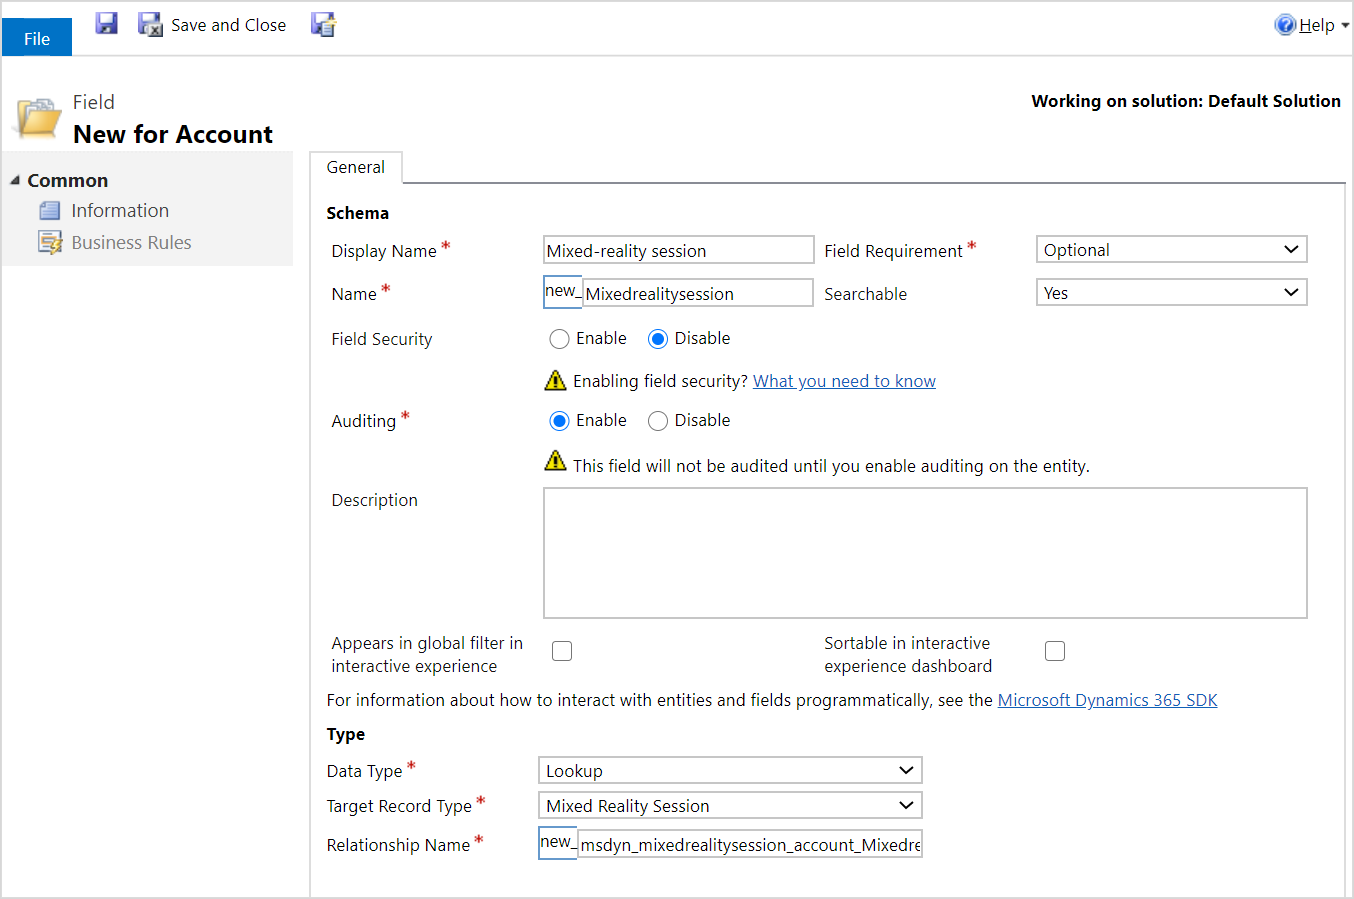 File
Save and Close
Help
Field
New for Account
Working on solution: Default Solution
Common
Information
Business Rules
General
Schema
Display Name *
Mixed-reality session
Field Requirement *
Optional
Name *
new_
Mixedrealitysession
Searchable
Yes
Field Security
Enable
Disable
Enabling field security? What you need to know
Auditing *
Enable
Disable
This field will not be audited until you enable auditing on the entity.
Description
Appears in global filter in
interactive experience
Sortable in interactive
experience dashboard
For information about how to interact with entities and fields programmatically, see the Microsoft Dynamics 365 SDK
Type
Data Type *
Lookup
Target Record Type *
Mixed Reality Session
Relationship Name *
new_
msdyn_mixedrealitysession_account_Mixedre